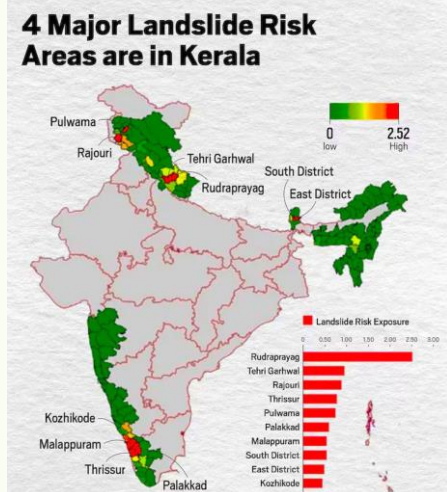 4 Major Landslide Risk
Areas are in Kerala
Pulwama
Rajouri
Tehri Garhwal
Rudraprayag
0
low
2.52
High
South District
East District
Kozhikode
Malappuram
Thrissur
Palakkad
Landslide Risk Exposure
0 0.50 1.00 1.50 2.00 2.50 3.00
Rudraprayag
Tehri Garhwal
Rajouri
Thrissur
Pulwama
Palakkad
Malappuram
South District
East District
Kozhikode